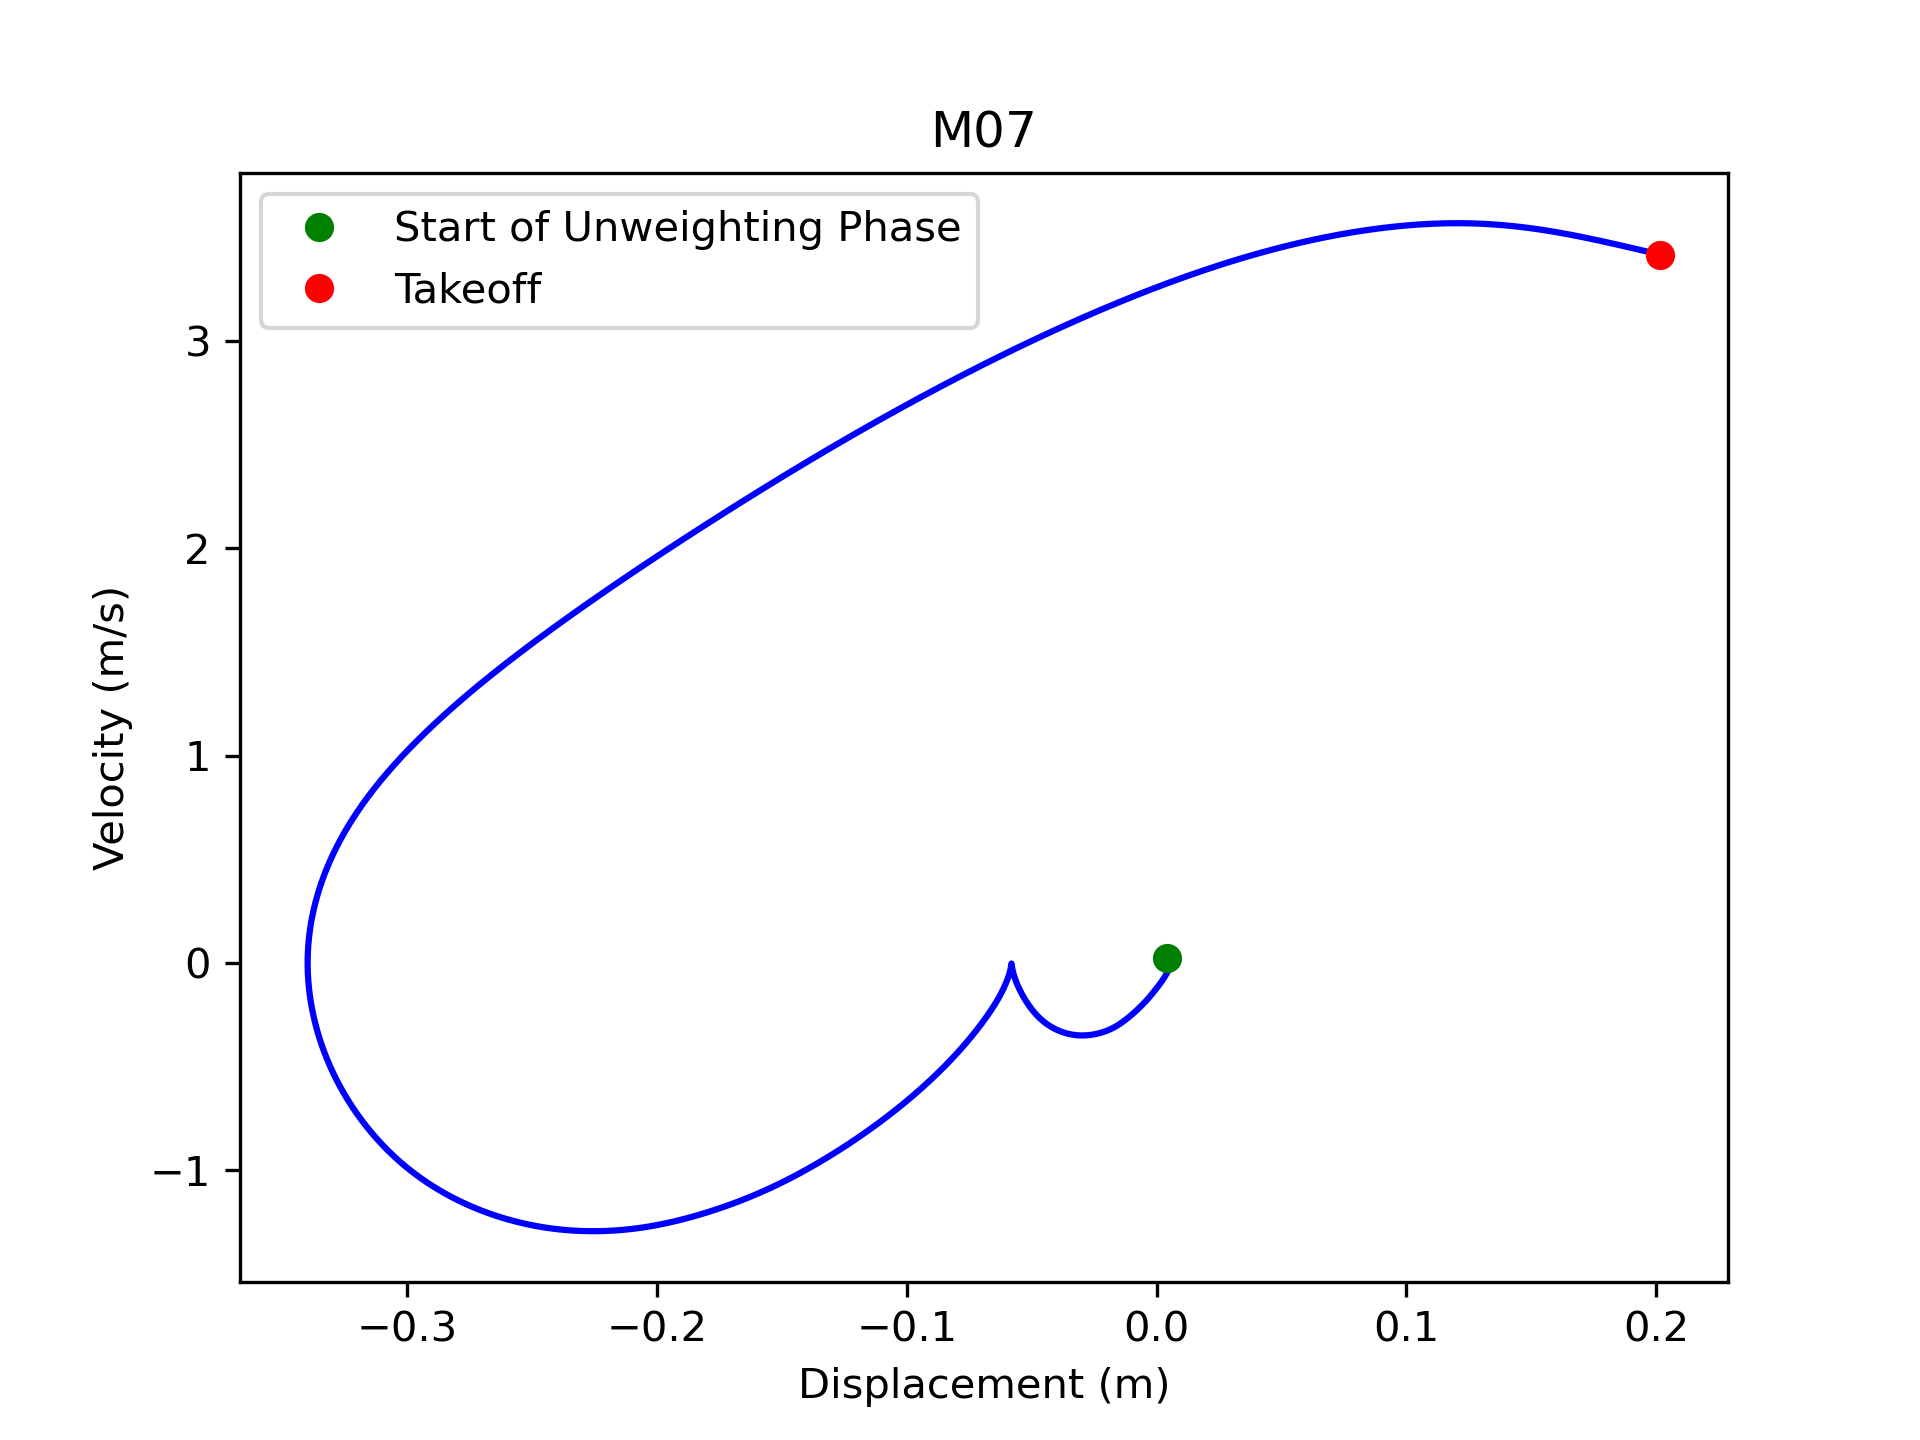 M07
Start of Unweighting Phase
Takeoff
3
2
1
0
−1
Velocity (m/s)
−0.3 −0.2 −0.1 0.0 0.1 0.2
Displacement (m)